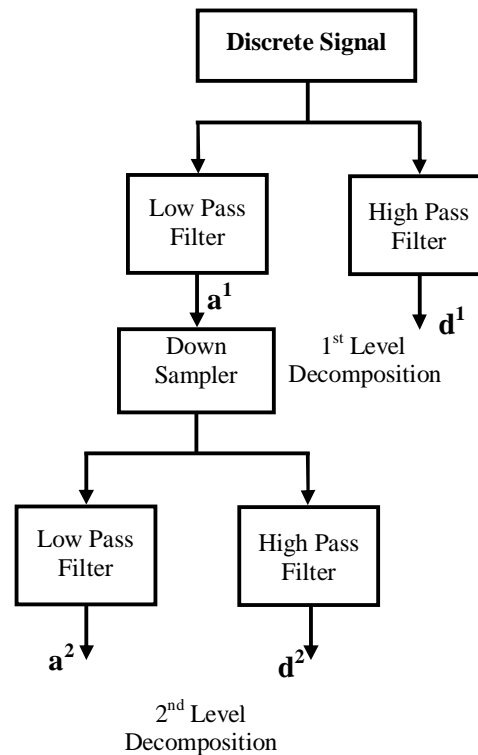 Discrete Signal
Low Pass
Filter
High Pass
Filter
a¹
d¹
Down
Sampler
1st Level
Decomposition
Low Pass
Filter
High Pass
Filter
a²
d²
2nd Level
Decomposition